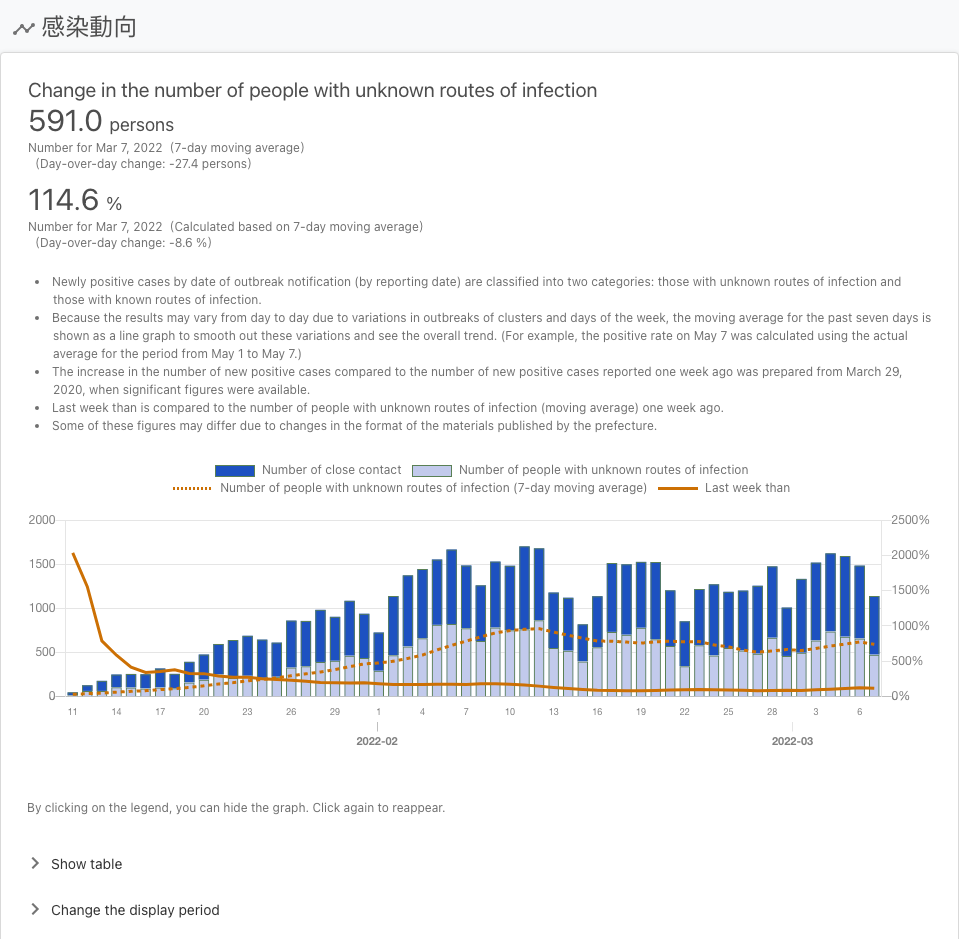 感染動向
Change in the number of people with unknown routes of infection
591.0 persons
Number for Mar 7, 2022 (7-day moving average)
(Day-over-day change: -27.4 persons)
114.6 %
Number for Mar 7, 2022 (Calculated based on 7-day moving average)
(Day-over-day change: -8.6 %)
• Newly positive cases by date of outbreak notification (by reporting date) are classified into two categories: those with unknown routes of infection and
those with known routes of infection.
• Because the results may vary from day to day due to variations in outbreaks of clusters and days of the week, the moving average for the past seven days is
shown as a line graph to smooth out these variations and see the overall trend. (For example, the positive rate on May 7 was calculated using the actual
average for the period from May 1 to May 7.)
• The increase in the number of new positive cases compared to the number of new positive cases reported one week ago was prepared from March 29,
2020, when significant figures were available.
• Last week than is compared to the number of people with unknown routes of infection (moving average) one week ago.
• Some of these figures may differ due to changes in the format of the materials published by the prefecture.
Number of close contact Number of people with unknown routes of infection
Number of people with unknown routes of infection (7-day moving average) Last week than
2000 2500%
2000%
1500
1500%
1000
1000%
500 500%
0 0%
11 14 17 20 23 26 29 1 4 7 10 13 16 19 22 25 28 3 6
2022-02 2022-03
By clicking on the legend, you can hide the graph. Click again to reappear.
Show table
Change the display period